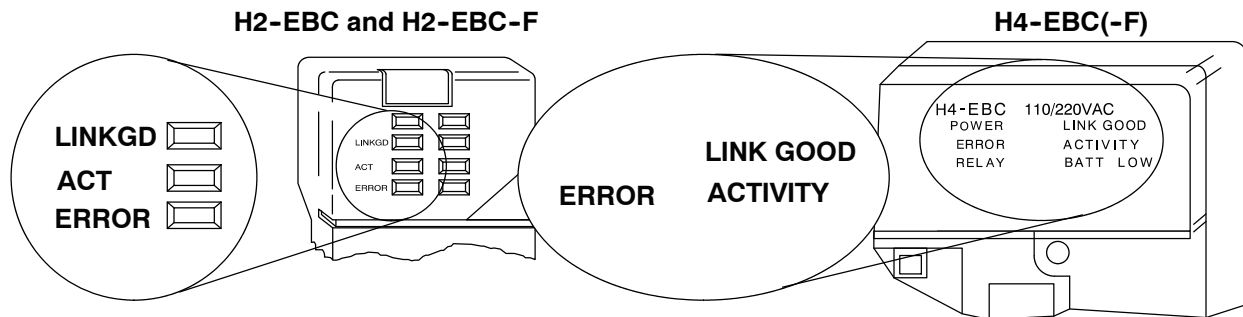 H2-EBC and H2-EBC-F
H4-EBC(-F)
LINKGD
ACT
ERROR
LINKGD
ACT
ERROR
LINK GOOD
ERROR ACTIVITY
H4-EBC 110/220VAC
POWER LINK GOOD
ERROR ACTIVITY
RELAY BATT LOW